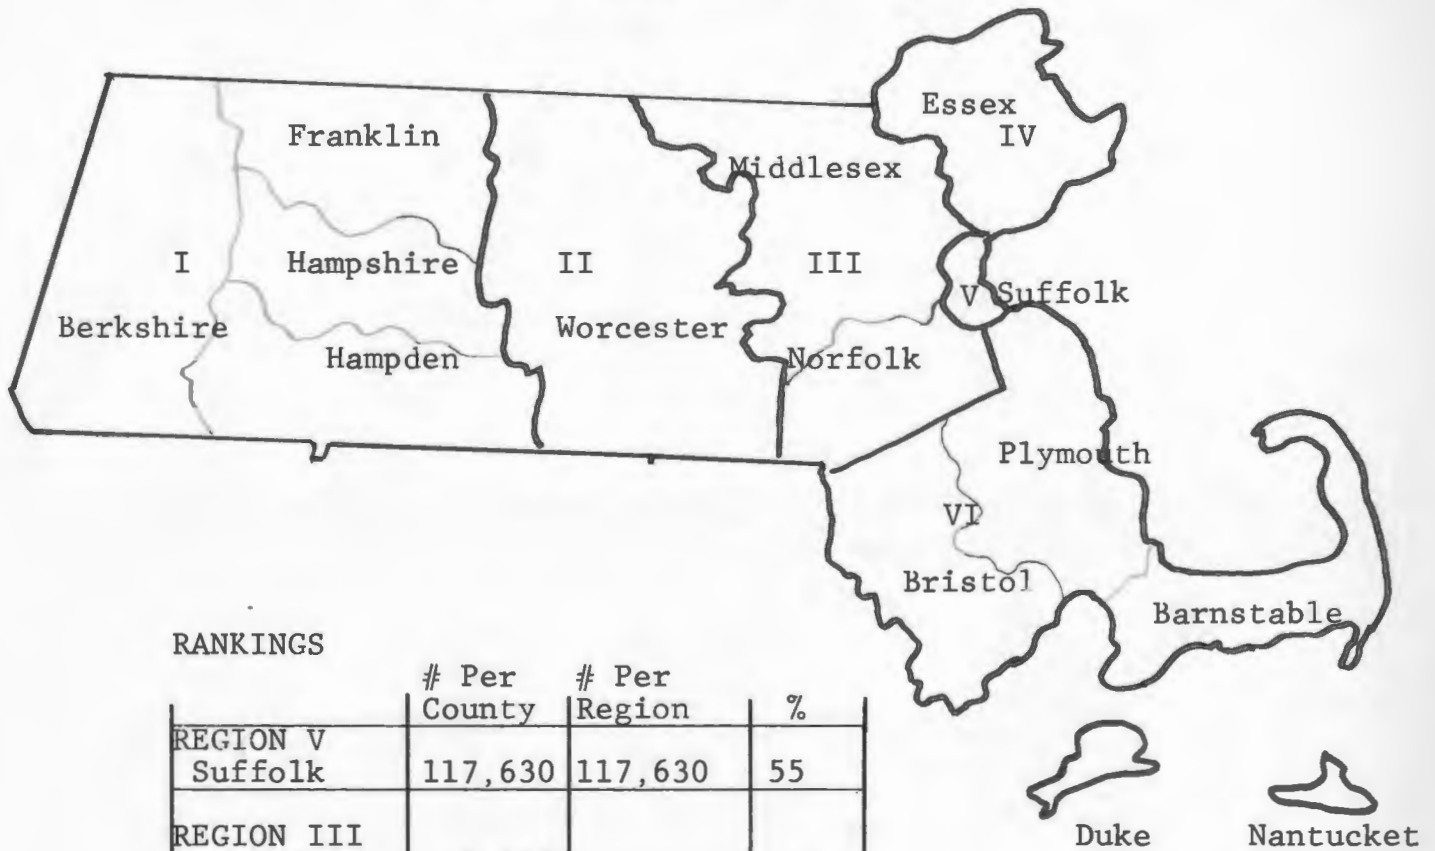 Essex
IV
Franklin
Middlesex
I
Hampshire
II
III
V Suffolk
Berkshire
Worcester
Hampden
Norfolk
Plymouth
VI
Bristol
Barnstable
RANKINGS
# Per County # Per Region %
REGION V
Suffolk 117,630 117,630 55
REGION III
Duke Nantucket